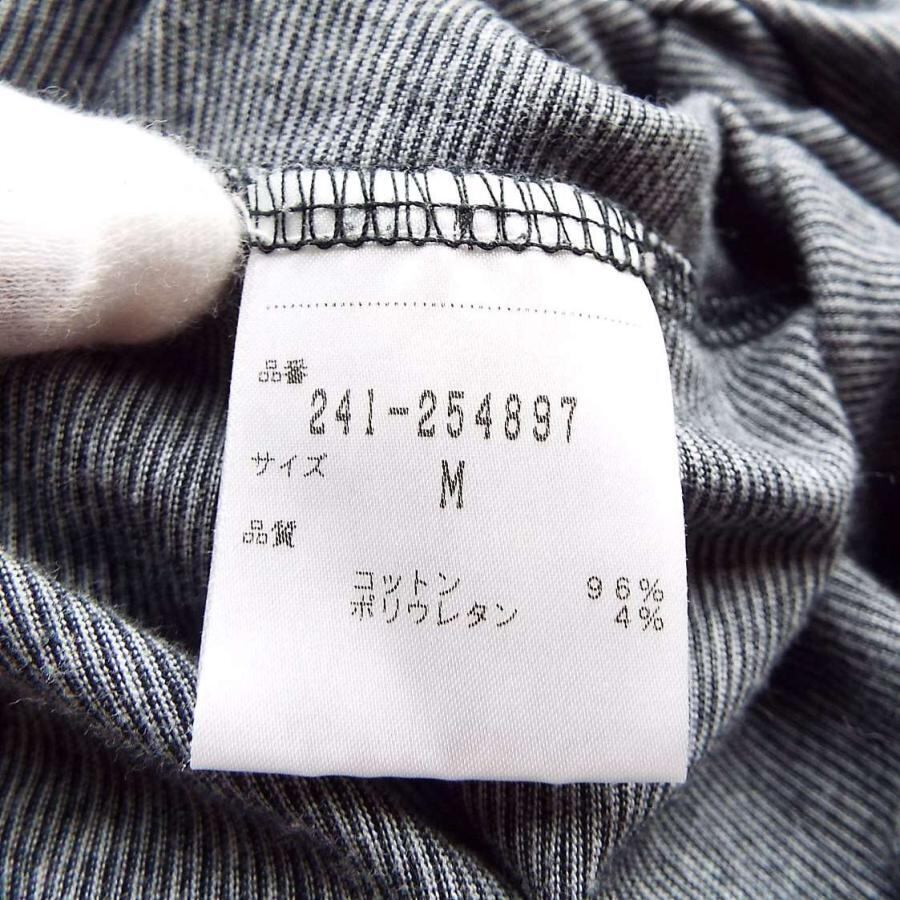 品番
241-254897
サイズ
M
品質
コットン 96%
ポリウレタン 4%